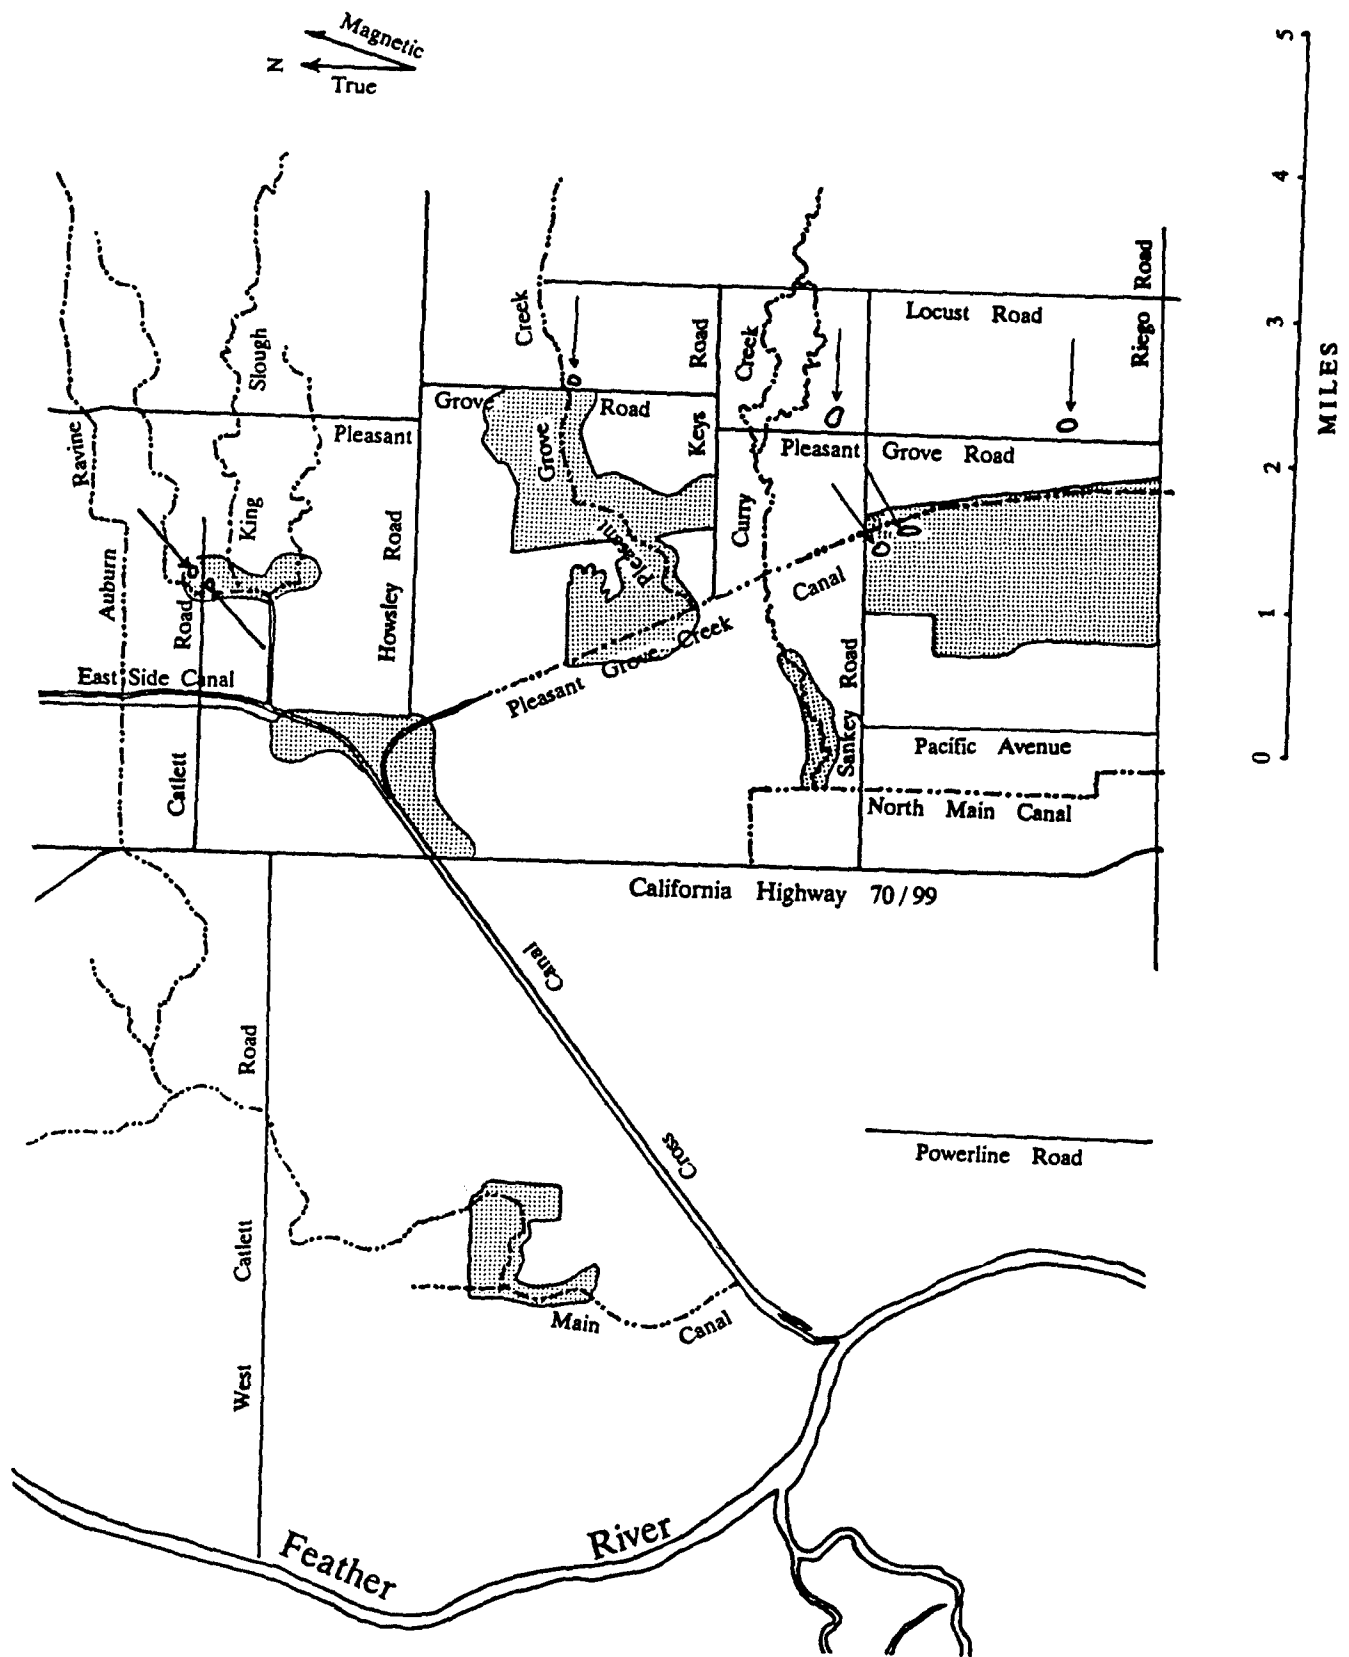 Magnetic
N
True
5
4
3
2
1
0
MILES
Ravine
Auburn
Slough
King
Road
Catlett
East Side Canal
Howsley Road
Pleasant
Grove
Road
Creek
Grove
Pleasant
Pleasant Grove Creek
Canal
Road
Keys
Creek
Curry
Pleasant Grove Road
Locust Road
Riego Road
Sankey Road
Pacific Avenue
North Main Canal
California Highway 70/99
Canal
Cross
Powerline Road
Road
Catlett
West
Main
Canal
Feather
River